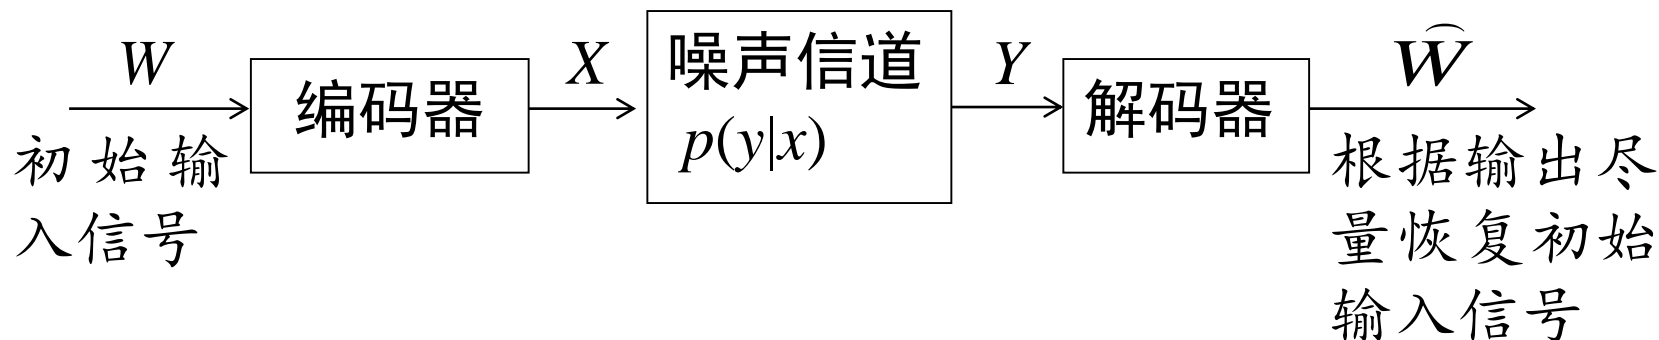 W
编码器
X
噪声信道
p(y|x)
Y
解码器
Ŵ
初始输
入信号
根据输出尽
量恢复初始
输入信号